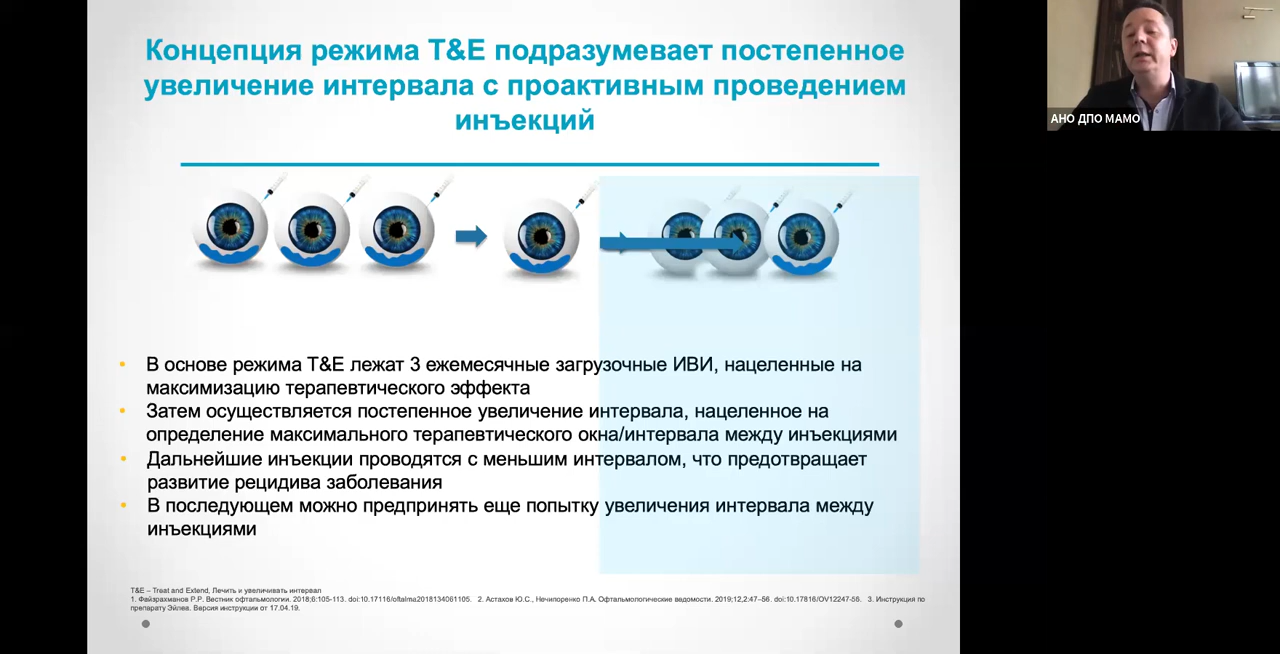 Концепция режима T&E подразумевает постепенное
увеличение интервала с проактивным проведением
инъекций
АНО ДПО МАМО
• В основе режима T&E лежат 3 ежемесячные загрузочные ИВИ, нацеленные на
максимизацию терапевтического эффекта
• Затем осуществляется постепенное увеличение интервала, нацеленное на
определение максимального терапевтического окна/интервала между инъекциями
• Дальнейшие инъекции проводятся с меньшим интервалом, что предотвращает
развитие рецидива заболевания
• В последующем можно предпринять еще попытку увеличения интервала между
инъекциями
T&E – Treat and Extend, Лечить и увеличивать интервал
1. Файзрахманов Р.Р. Вестник офтальмологии. 2018;6:105-113. doi:10.17116/oftalma2018134061105. 2. Астахов Ю.С., Нечипоренко П.А. Офтальмологические ведомости. 2019;12,2:47–56. doi:10.17816/OV12247-56. 3. Инструкция по
препарату Эйлеа. Версия инструкции от 17.04.19.